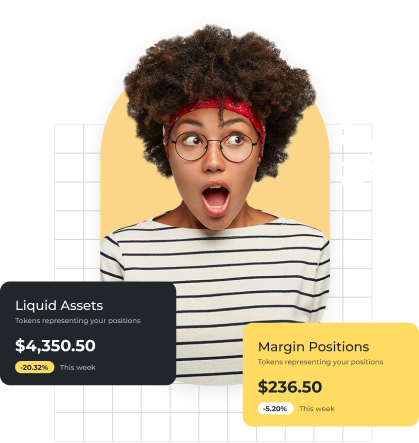 Liquid Assets
Tokens representing your positions
$4,350.50
-20.32% This week
Margin Positions
Tokens representing your positions
$236.50
-5.20% This week